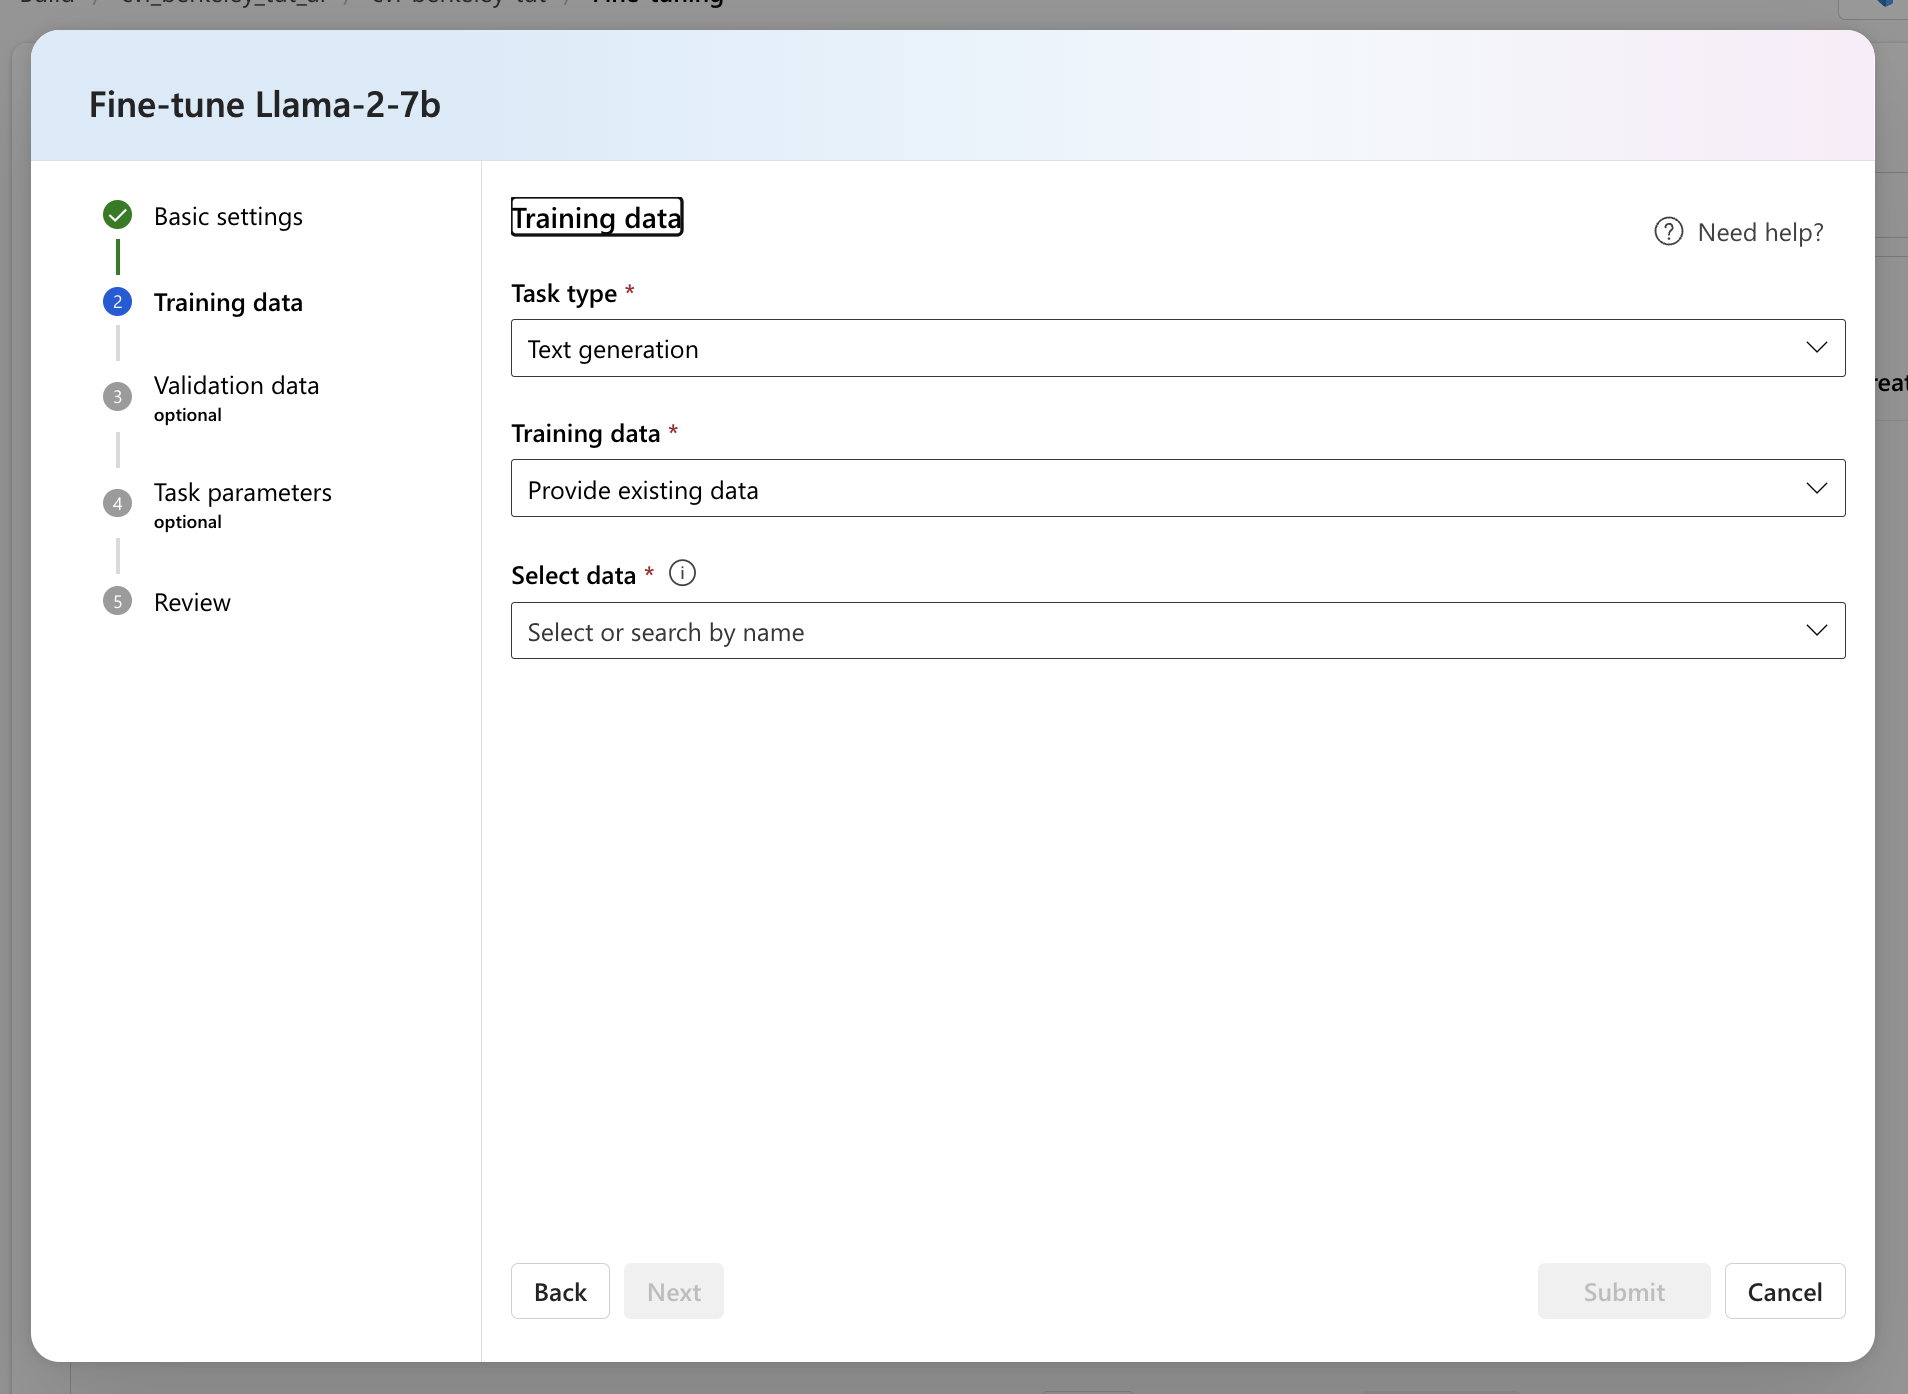 Fine-tuning
Fine-tune Llama-2-7b
Basic settings
2 Training data
3 Validation data
optional
4 Task parameters
optional
5 Review
Training data
Need help?
Task type *
Text generation
Training data *
Provide existing data
Select data *
Select or search by name
Back
Next
Submit
Cancel